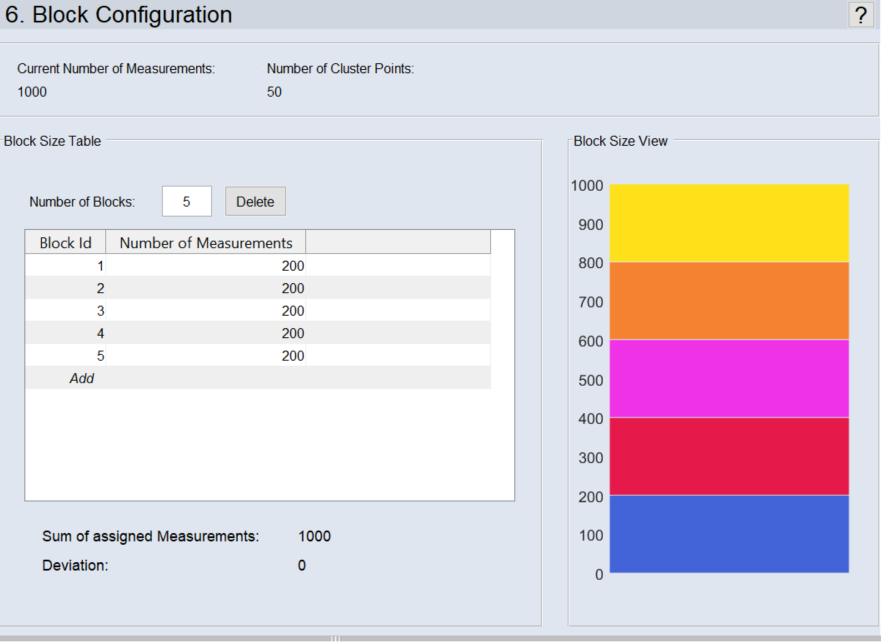 6. Block Configuration ?
Current Number of Measurements: Number of Cluster Points:
1000 50
Block Size Table Block Size View
Number of Blocks: 5 Delete
Block Id Number of Measurements
1 200
2 200
3 200
4 200
5 200
Add
Sum of assigned Measurements: 1000
Deviation: 0
1000
900
800
700
600
500
400
300
200
100
0